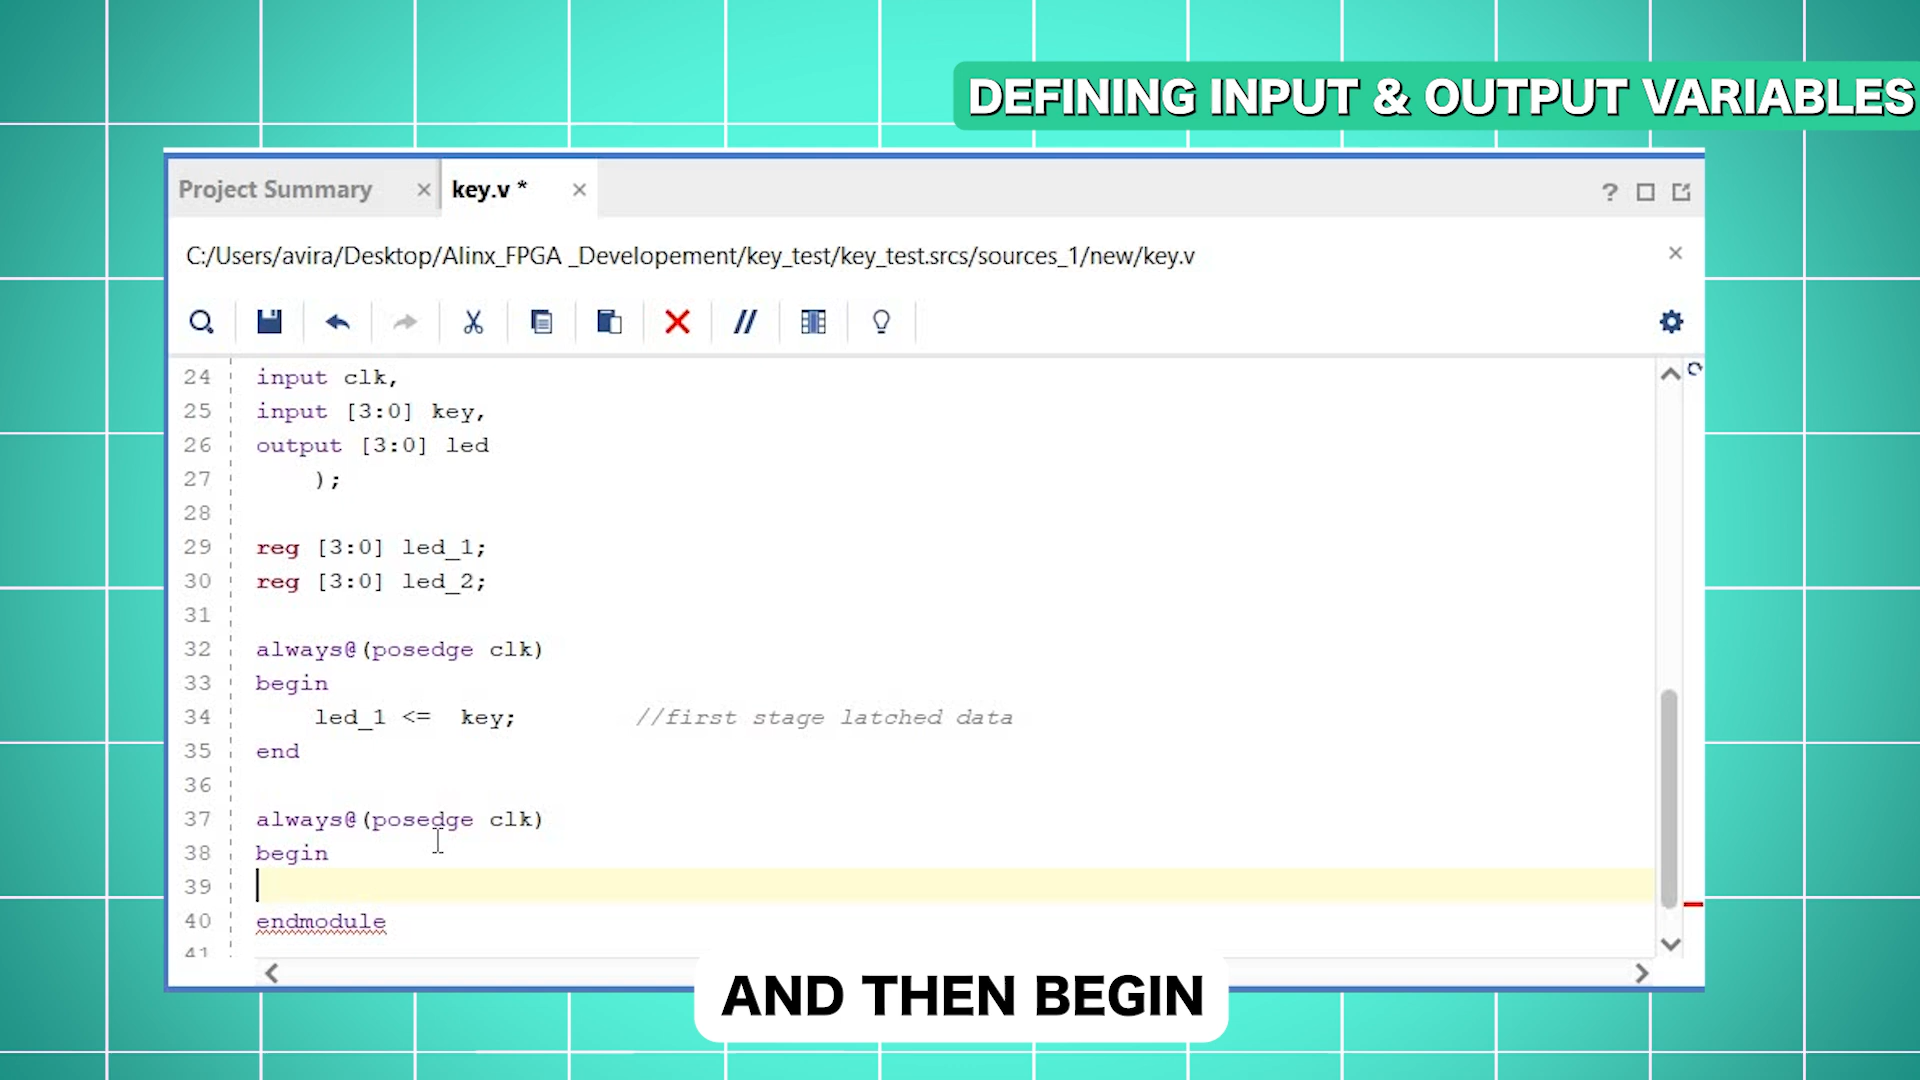 DEFINING INPUT & OUTPUT VARIABLES
Project Summary × key.v * ×
?
C:/Users/avira/Desktop/Alinx_FPGA _Developement/key_test/key_test.srcs/sources_1/new/key.v ×
//
24 input clk,
25 input [3:0] key,
26 output [3:0] led
27 );
28
29 reg [3:0] led_1;
30 reg [3:0] led_2;
31
32 always@(posedge clk)
33 begin
34 led_1 <= key; //first stage latched data
35 end
36
37 always@(posedge clk)
38 begin
39
40 endmodule
41
AND THEN BEGIN